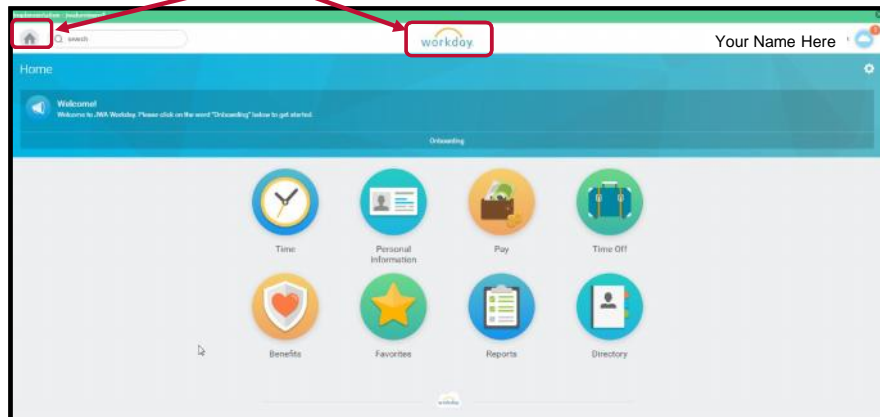 search
workday.
Your Name Here
Home
Welcome!
Welcome to JWA Workday. Please click on the word "Onboarding" below to get started.
Onboarding
Time
Personal Information
Pay
Time Off
Benefits
Favorites
Reports
Directory
workday